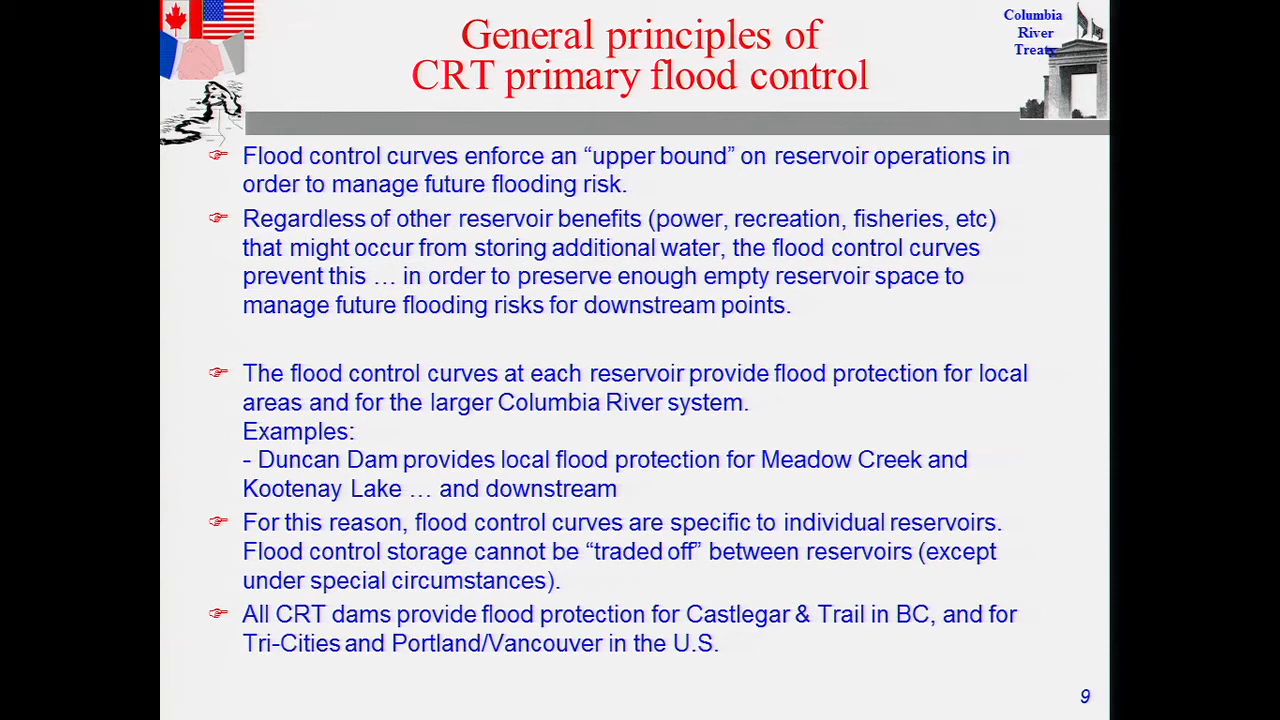 General principles of
CRT primary flood control
Columbia
River
Treaty
Flood control curves enforce an “upper bound” on reservoir operations in
order to manage future flooding risk.
Regardless of other reservoir benefits (power, recreation, fisheries, etc)
that might occur from storing additional water, the flood control curves
prevent this … in order to preserve enough empty reservoir space to
manage future flooding risks for downstream points.
The flood control curves at each reservoir provide flood protection for local
areas and for the larger Columbia River system.
Examples:
- Duncan Dam provides local flood protection for Meadow Creek and
Kootenay Lake … and downstream
For this reason, flood control curves are specific to individual reservoirs.
Flood control storage cannot be “traded off” between reservoirs (except
under special circumstances).
All CRT dams provide flood protection for Castlegar & Trail in BC, and for
Tri-Cities and Portland/Vancouver in the U.S.
9